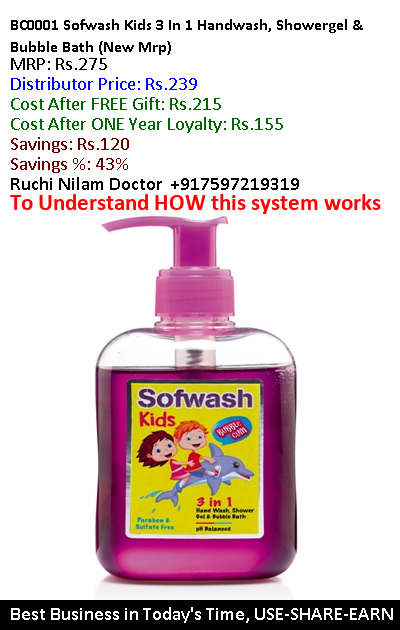 BC0001 Sofwash Kids 3 In 1 Handwash, Showergel &
Bubble Bath (New Mrp)
MRP: Rs.275
Distributor Price: Rs.239
Cost After FREE Gift: Rs.215
Cost After ONE Year Loyalty: Rs.155
Savings: Rs.120
Savings %: 43%
Ruchi Nilam Doctor +917597219319
To Understand HOW this system works
Sofwash
Kids
BUBBLE
GUM
3 in 1
Hand Wash, Shower
Gel & Bubble Bath
Paraben &
Sulfate Free
pH Balanced
Best Business in Today's Time, USE-SHARE-EARN